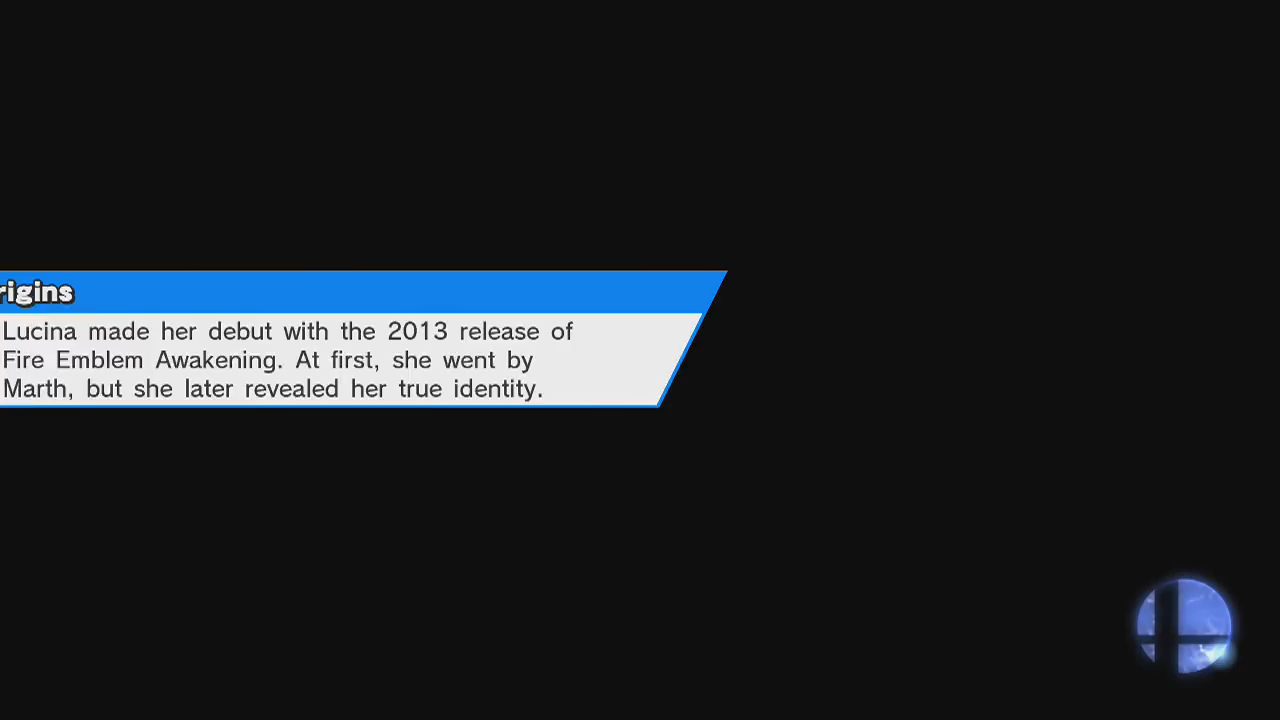 rigins
Lucina made her debut with the 2013 release of
Fire Emblem Awakening. At first, she went by
Marth, but she later revealed her true identity.